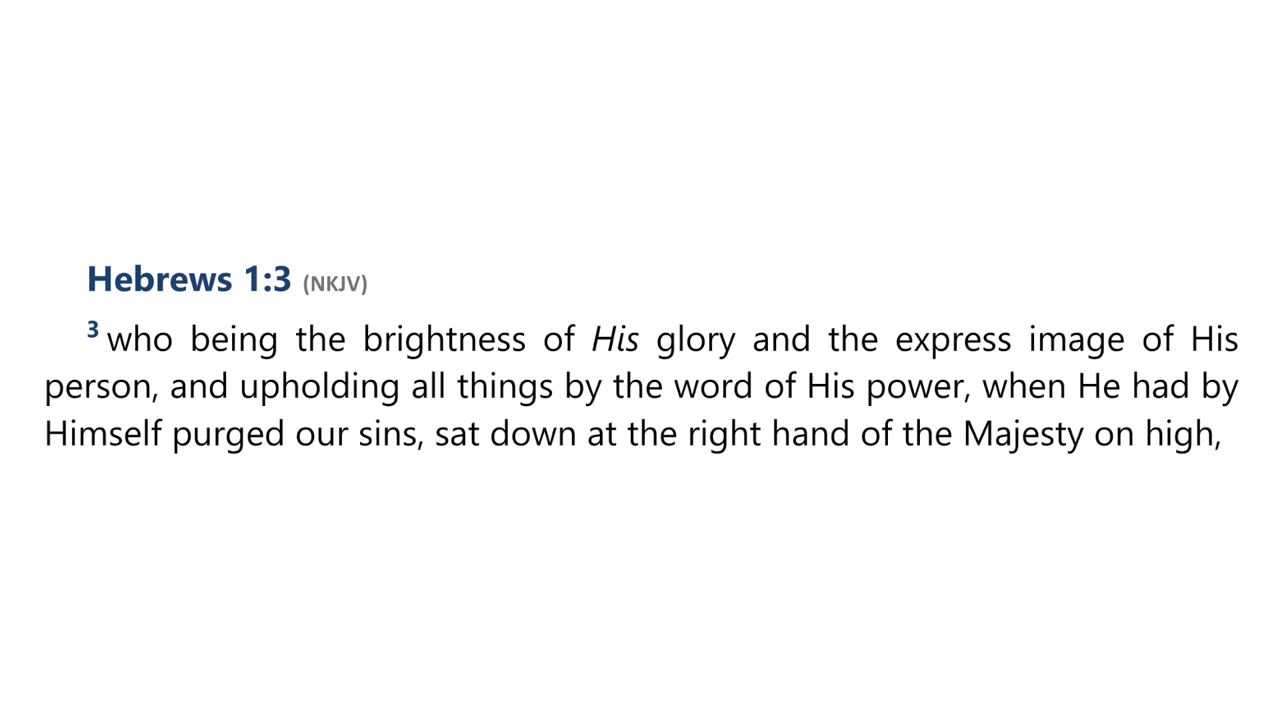 Hebrews 1:3 (NKJV)
3 who being the brightness of His glory and the express image of His
person, and upholding all things by the word of His power, when He had by
Himself purged our sins, sat down at the right hand of the Majesty on high,